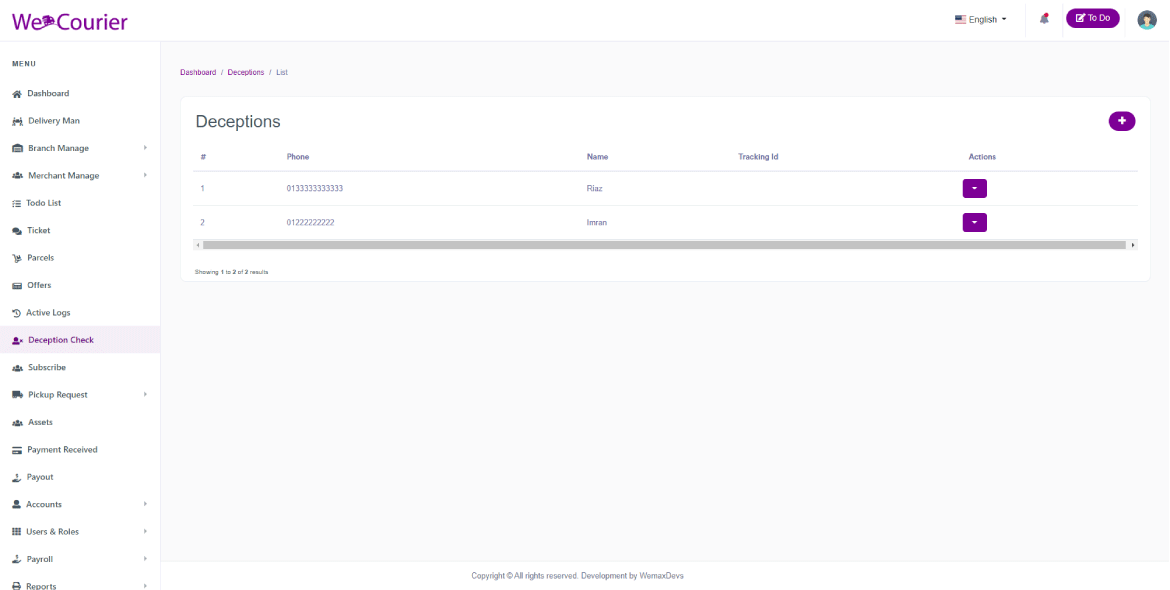 We Courier
English
To Do
MENU
Dashboard
Delivery Man
Branch Manage
Merchant Manage
Todo List
Ticket
Parcels
Offers
Active Logs
Deception Check
Subscribe
Pickup Request
Assets
Payment Received
Payout
Accounts
Users & Roles
Payroll
Reports
Dashboard / Deceptions / List
Deceptions
# Phone Name Tracking Id Actions
1 0133333333333 Riaz
2 01222222222 Imran
Showing 1 to 2 of 2 results
Copyright © All rights reserved. Development by WemaxDevs